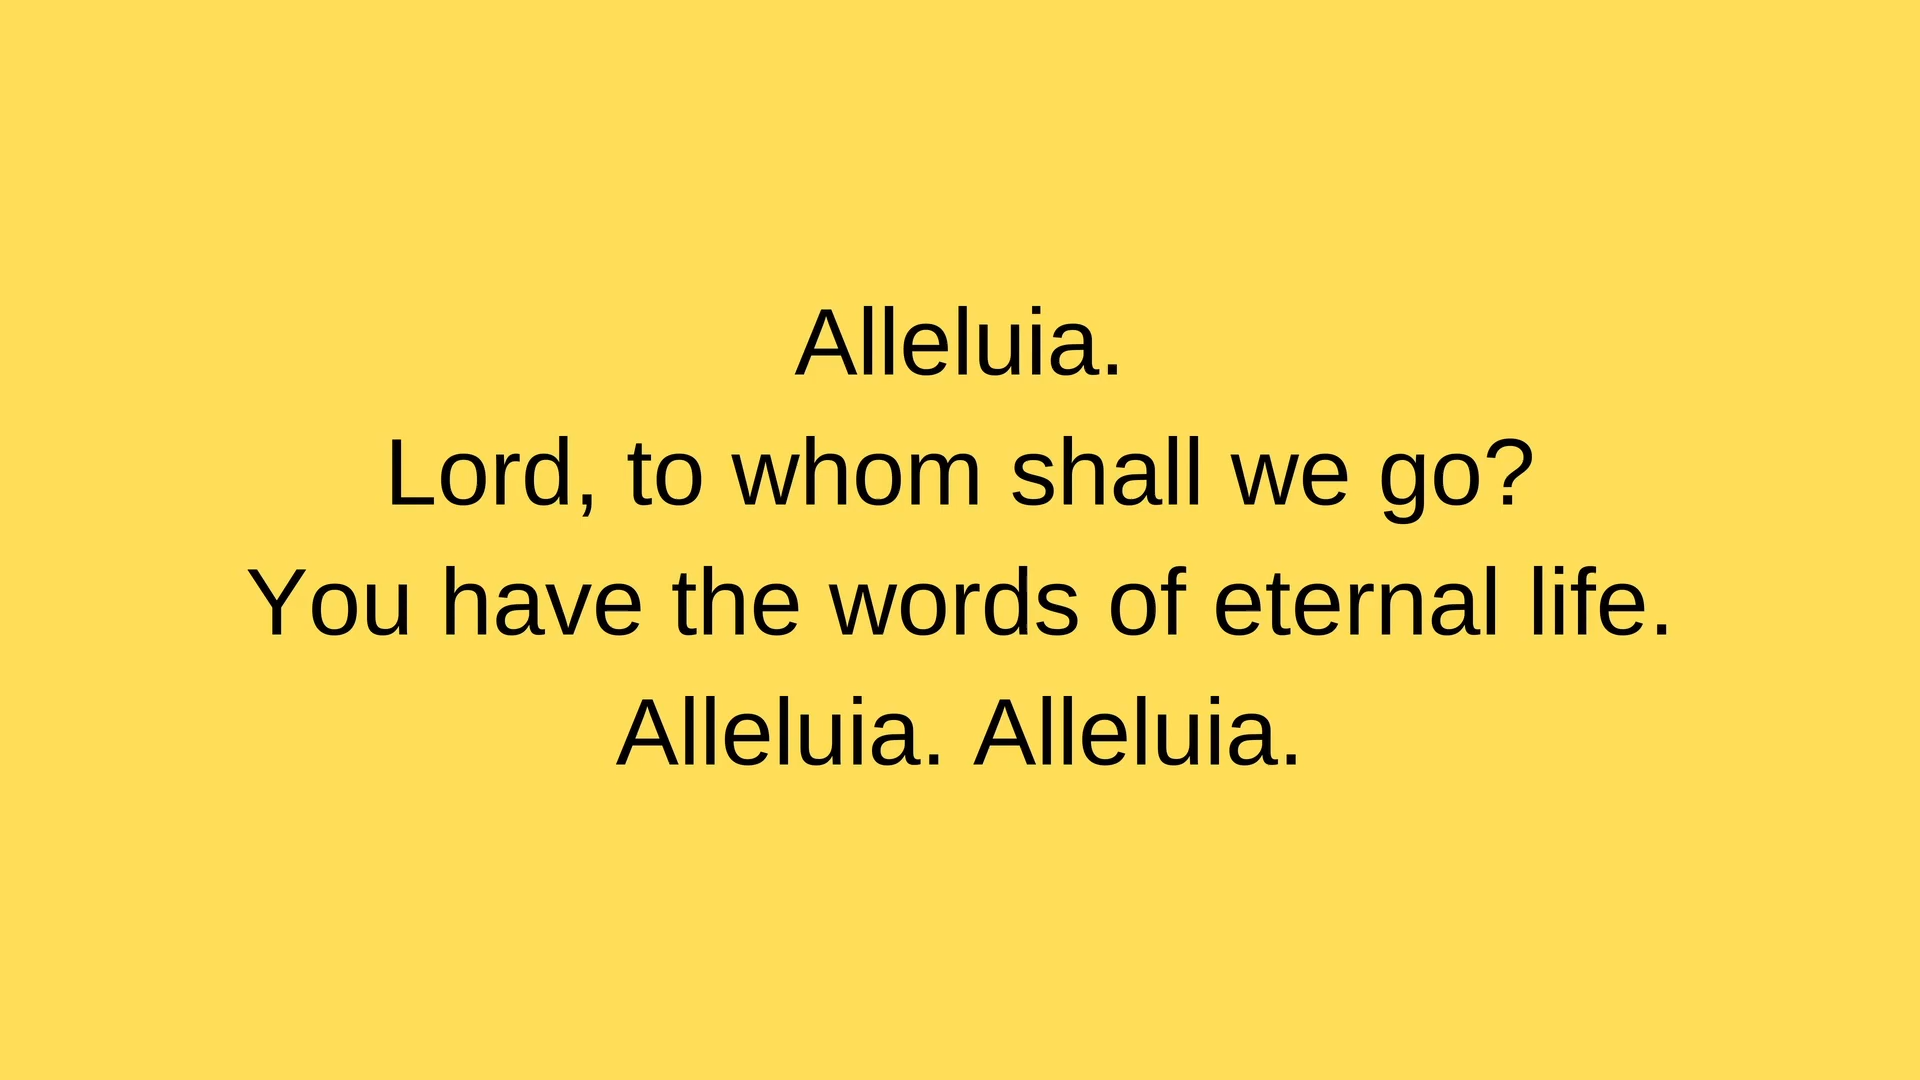 Alleluia.
Lord, to whom shall we go?
You have the words of eternal life.
Alleluia. Alleluia.